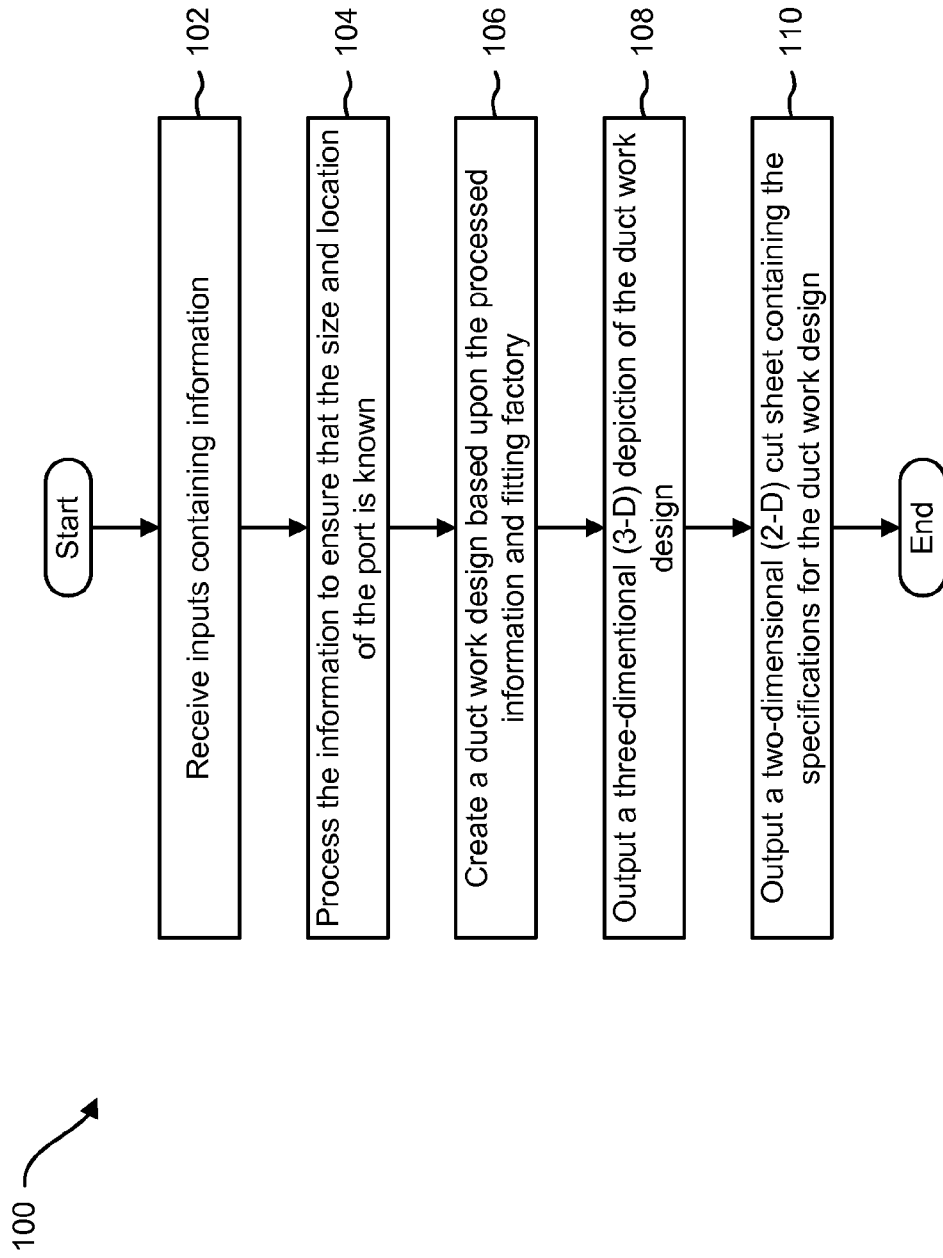 100
Start
Receive inputs containing information
102
Process the information to ensure that the size and location
of the port is known
104
Create a duct work design based upon the processed
information and fitting factory
106
Output a three-dimentional (3-D) depiction of the duct work
design
108
Output a two-dimensional (2-D) cut sheet containing the
specifications for the duct work design
110
End